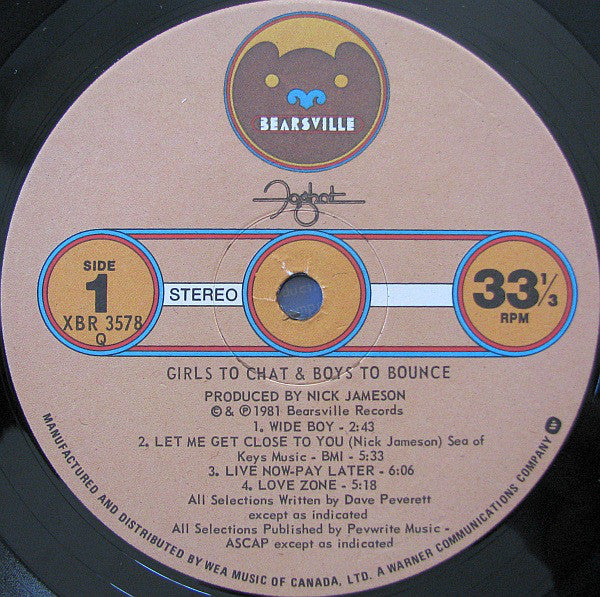 BEARSVILLE
Foghat
SIDE
1
STEREO
33 1/3
RPM
XBR 3578
Q
GIRLS TO CHAT & BOYS TO BOUNCE
PRODUCED BY NICK JAMESON
© & ℗ 1981 Bearsville Records
1. WIDE BOY - 2:43
2. LET ME GET CLOSE TO YOU (Nick Jameson) Sea of
Keys Music - BMI - 5:33
3. LIVE NOW-PAY LATER - 6:06
4. LOVE ZONE - 5:18
All Selections Written by Dave Peverett
except as indicated
All Selections Published by Pevwrite Music -
ASCAP except as indicated
MANUFACTURED AND DISTRIBUTED BY WEA MUSIC OF CANADA, LTD. A WARNER COMMUNICATIONS COMPANY